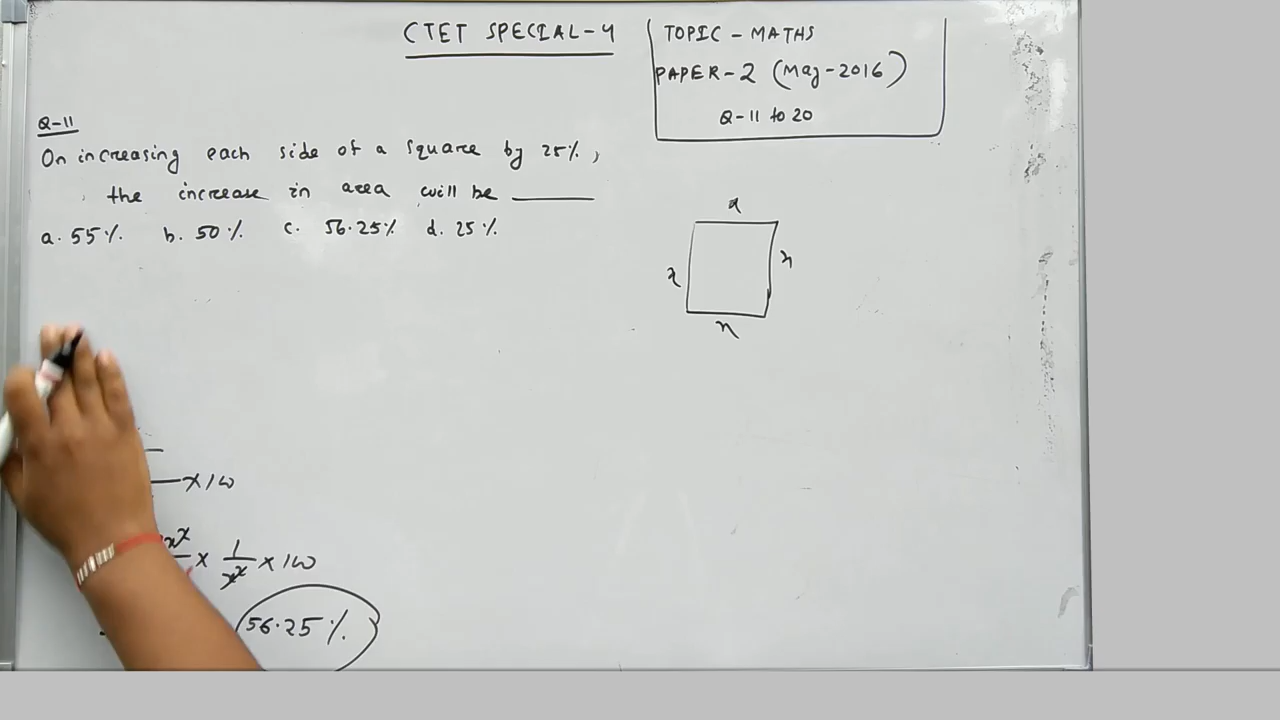 CTET SPECIAL-4
TOPIC - MATHS
PAPER-2 (May-2016)
Q-11 to 20
Q-11
On increasing each side of a square by 25%,
the increase in area will be ______
a. 55%. b. 50%. c. 56.25% d. 25%.
x
x
x
x
× 100
x² × 1/x² × 100
56.25%